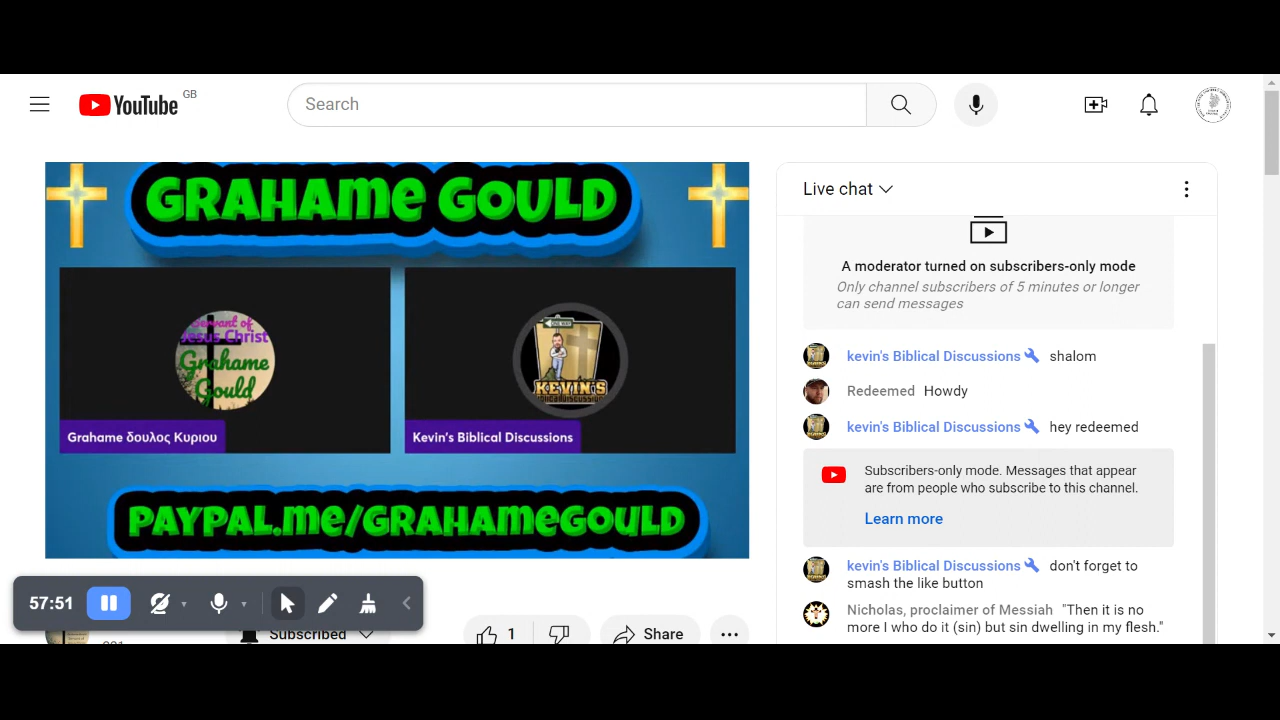 YouTube GB
Search
GRAHAME GOULD
Servant of
Jesus Christ
Grahame
Gould
ONE WAY
KEVIN'S
Grahame δουλος Κυριου
Kevin's Biblical Discussions
PAYPAL.ME/GRAHAMEGOULD
57:51
Subscribed
1
Share
Live chat
A moderator turned on subscribers-only mode
Only channel subscribers of 5 minutes or longer
can send messages
kevin's Biblical Discussions shalom
Redeemed Howdy
kevin's Biblical Discussions hey redeemed
Subscribers-only mode. Messages that appear
are from people who subscribe to this channel.
Learn more
kevin's Biblical Discussions don't forget to
smash the like button
Nicholas, proclaimer of Messiah "Then it is no
more I who do it (sin) but sin dwelling in my flesh."